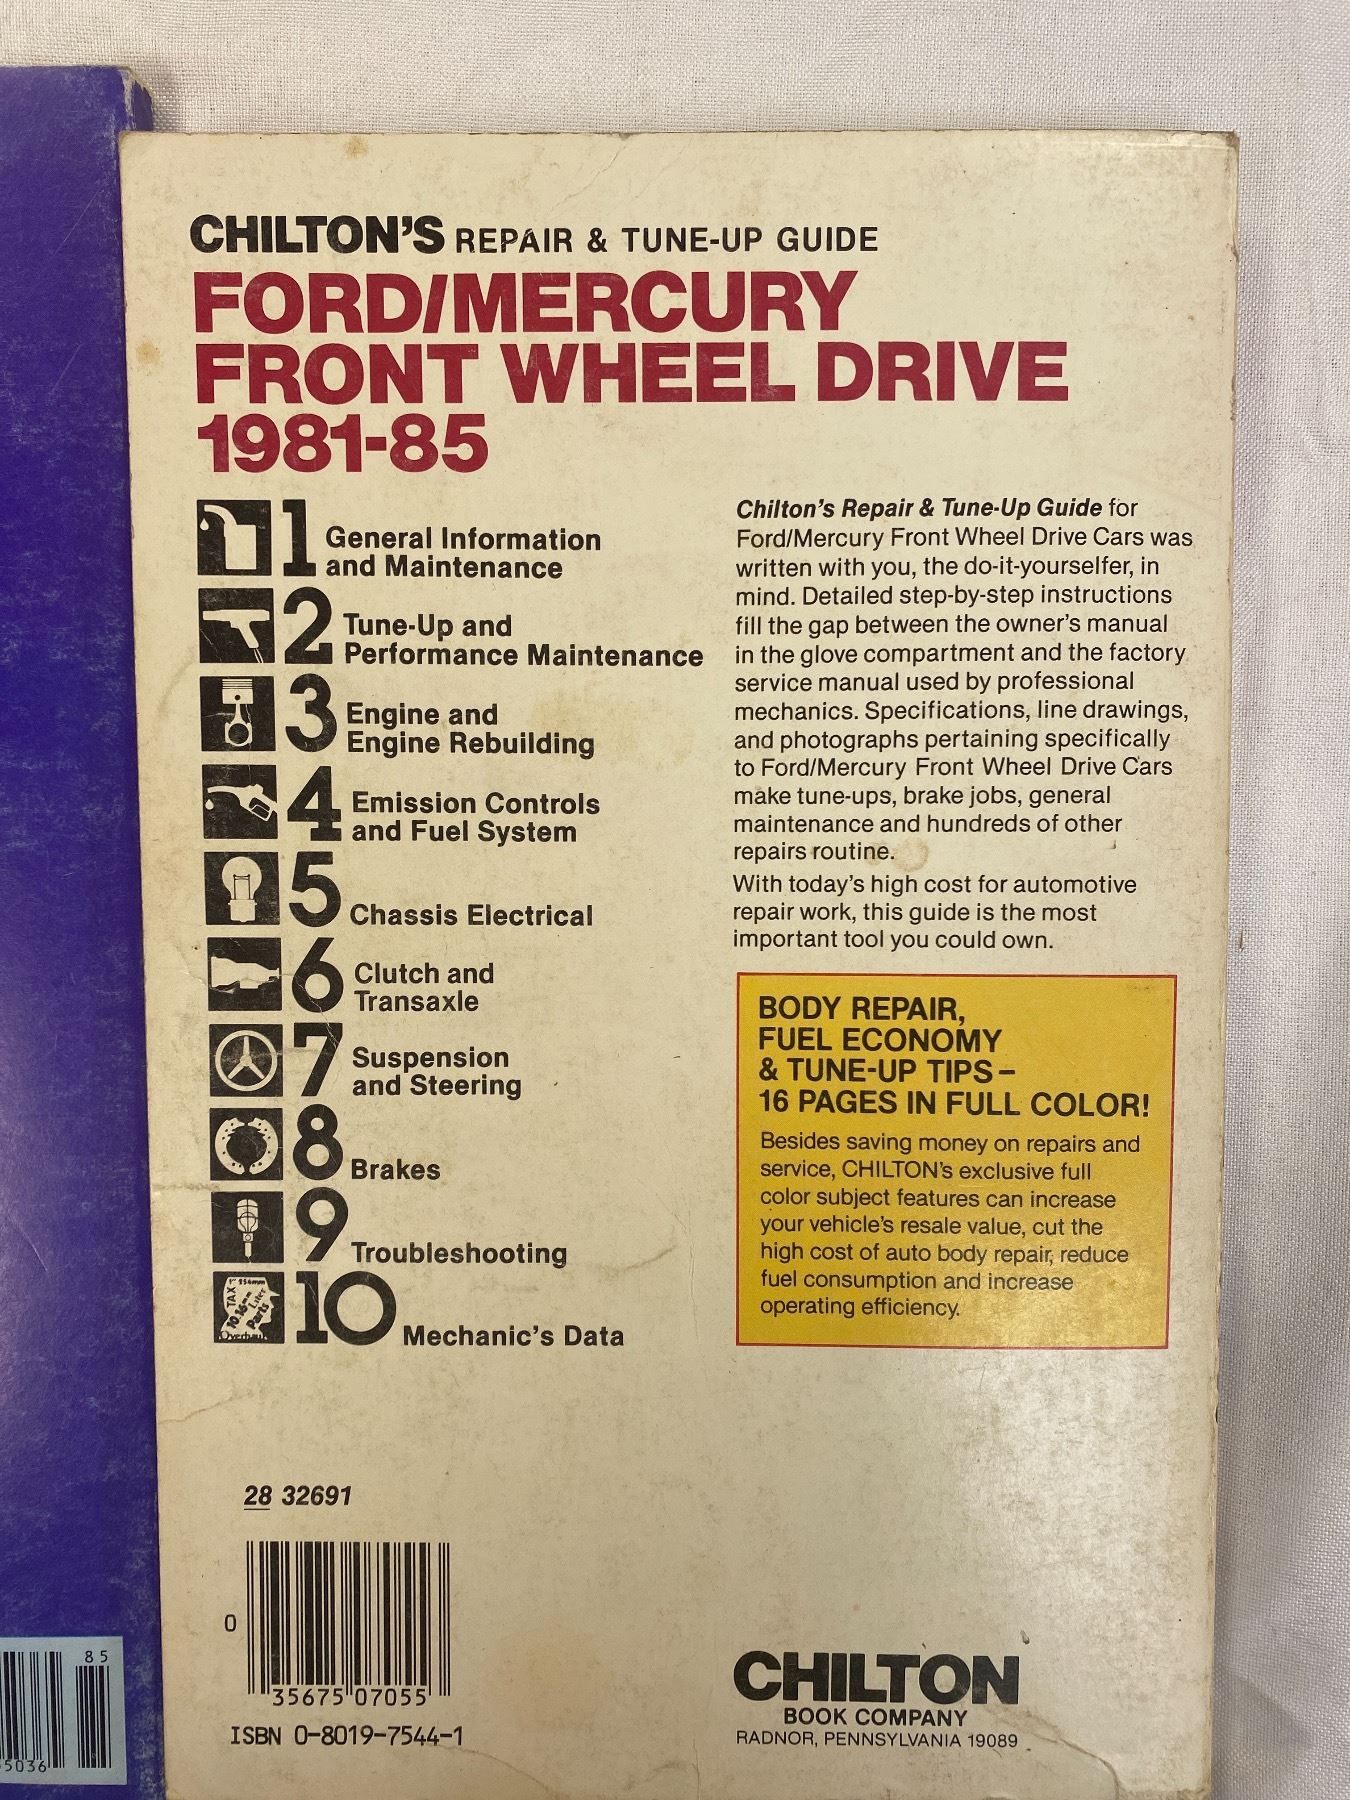 CHILTON'S REPAIR & TUNE-UP GUIDE
FORD/MERCURY
FRONT WHEEL DRIVE
1981-85
1 General Information
and Maintenance
2 Tune-Up and
Performance Maintenance
3 Engine and
Engine Rebuilding
4 Emission Controls
and Fuel System
5 Chassis Electrical
6 Clutch and
Transaxle
7 Suspension
and Steering
8 Brakes
9 Troubleshooting
TAX 1" 254mm
10.16mm Liter
Parts
Overhaul
10 Mechanic's Data
Chilton's Repair & Tune-Up Guide for
Ford/Mercury Front Wheel Drive Cars was
written with you, the do-it-yourselfer, in
mind. Detailed step-by-step instructions
fill the gap between the owner's manual
in the glove compartment and the factory
service manual used by professional
mechanics. Specifications, line drawings,
and photographs pertaining specifically
to Ford/Mercury Front Wheel Drive Cars
make tune-ups, brake jobs, general
maintenance and hundreds of other
repairs routine.
With today's high cost for automotive
repair work, this guide is the most
important tool you could own.
BODY REPAIR,
FUEL ECONOMY
& TUNE-UP TIPS–
16 PAGES IN FULL COLOR!
Besides saving money on repairs and
service, CHILTON's exclusive full
color subject features can increase
your vehicle's resale value, cut the
high cost of auto body repair, reduce
fuel consumption and increase
operating efficiency.
28 32691
0 35675 07055
ISBN 0-8019-7544-1
CHILTON
BOOK COMPANY
RADNOR, PENNSYLVANIA 19089
85
5036